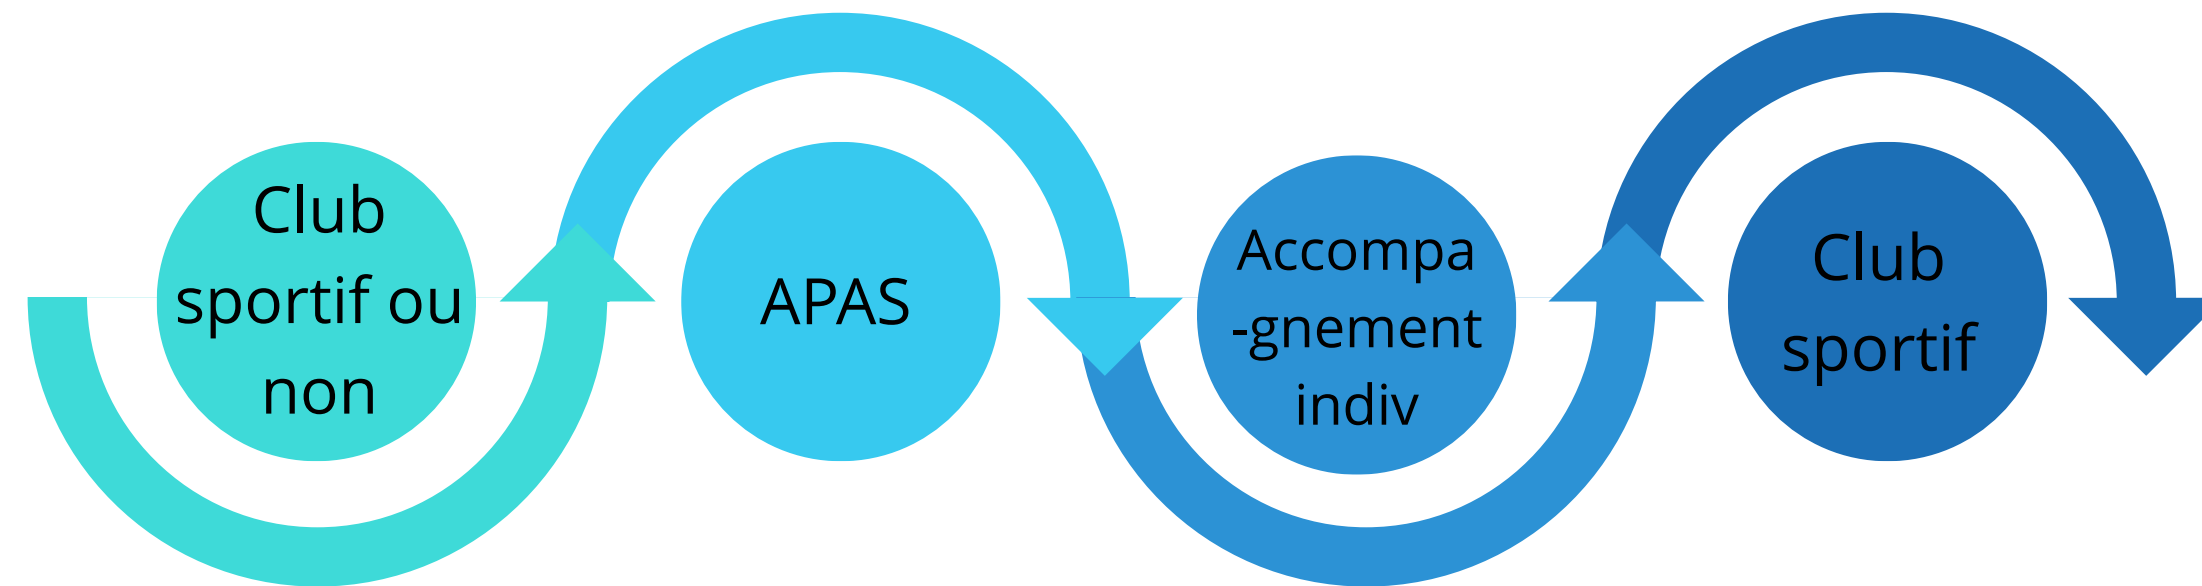 Club
sportif ou
non
APAS
Accompa
-gnement
indiv
Club
sportif